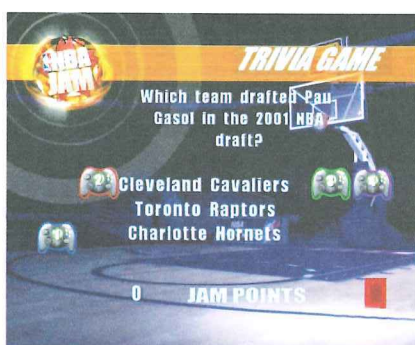 NBA
JAM
TRIVIA GAME
Which team drafted Pau
Gasol in the 2001 NBA
draft?
Cleveland Cavaliers
Toronto Raptors
Charlotte Hornets
0 JAM POINTS